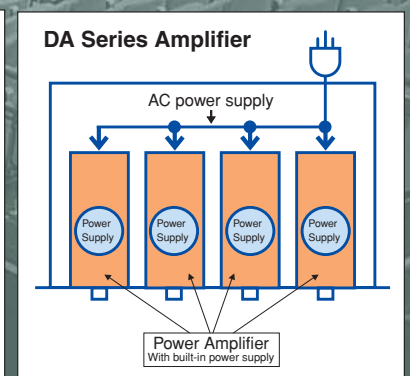 DA Series Amplifier
AC power supply
Power
Supply
Power
Supply
Power
Supply
Power
Supply
Power Amplifier
With built-in power supply